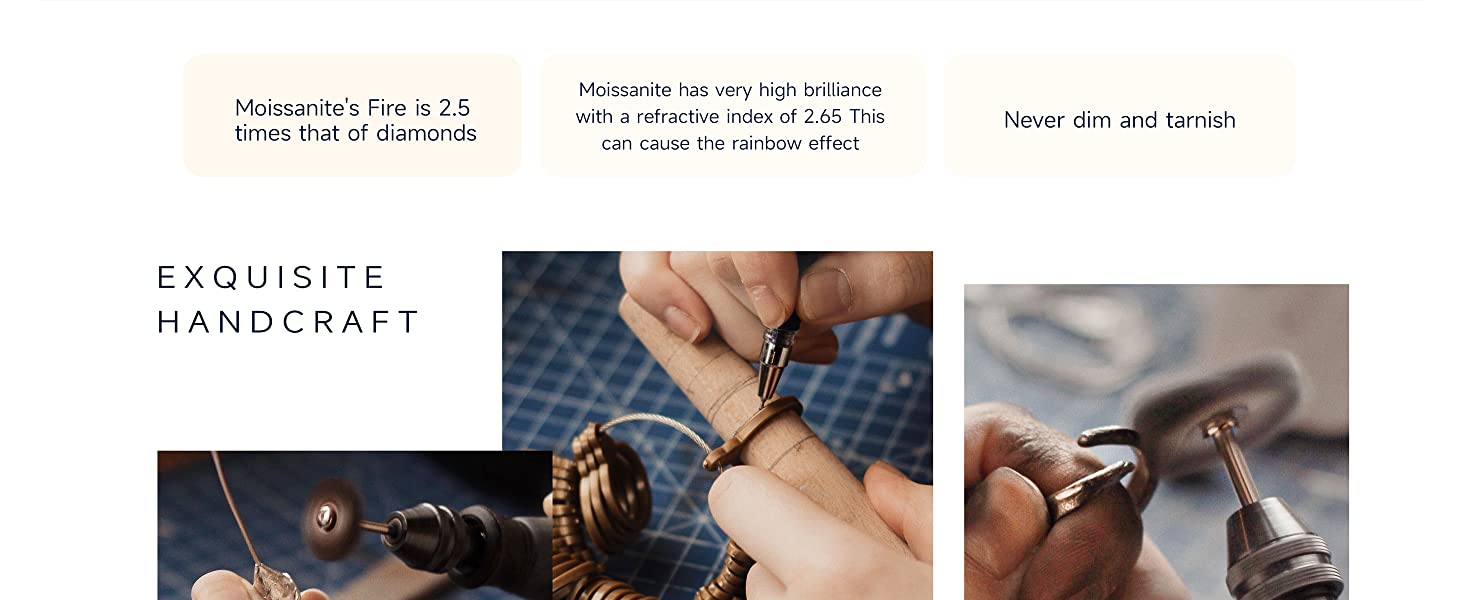 Moissanite's Fire is 2.5
times that of diamonds
Moissanite has very high brilliance
with a refractive index of 2.65 This
can cause the rainbow effect
Never dim and tarnish
EXQUISITE
HANDCRAFT